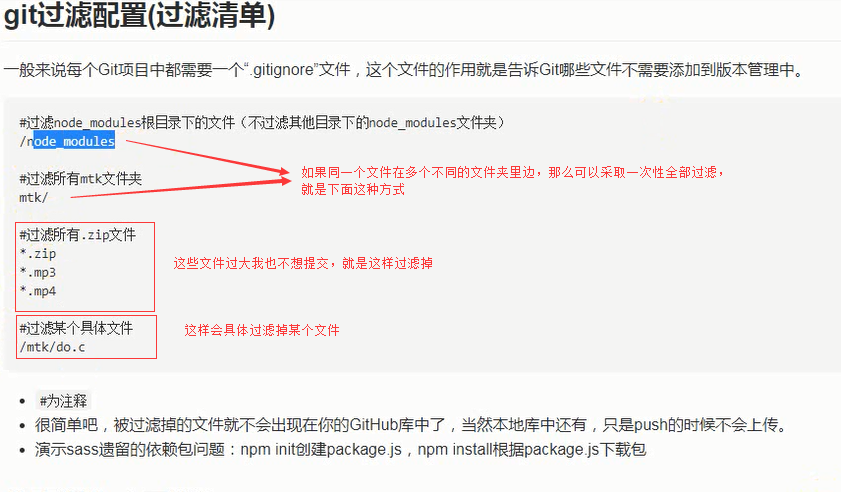 git过滤配置(过滤清单)
一般来说每个Git项目中都需要一个“.gitignore”文件，这个文件的作用就是告诉Git哪些文件不需要添加到版本管理中。
#过滤node_modules根目录下的文件（不过滤其他目录下的node_modules文件夹）
/node_modules
如果同一个文件在多个不同的文件夹里边，那么可以采取一次性全部过滤，
就是下面这种方式
#过滤所有mtk文件夹
mtk/
#过滤所有.zip文件
*.zip
*.mp3
*.mp4
这些文件过大我也不想提交，就是这样过滤掉
#过滤某个具体文件
/mtk/do.c
这样会具体过滤掉某个文件
#为注释
很简单吧，被过滤掉的文件就不会出现在你的GitHub库中了，当然本地库中还有，只是push的时候不会上传。
演示sass遗留的依赖包问题：npm init创建package.js，npm install根据package.js下载包